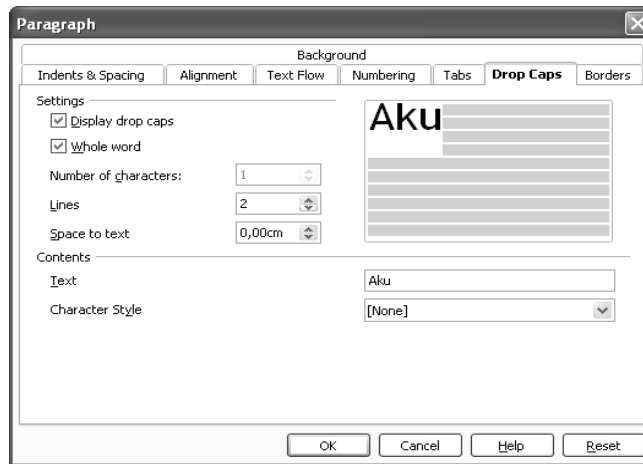 Paragraph
Background
Indents & Spacing Alignment Text Flow Numbering Tabs Drop Caps Borders
Settings
Display drop caps
Whole word
Number of characters: 1
Lines 2
Space to text 0,00cm
Aku
Contents
Text Aku
Character Style [None]
OK Cancel Help Reset